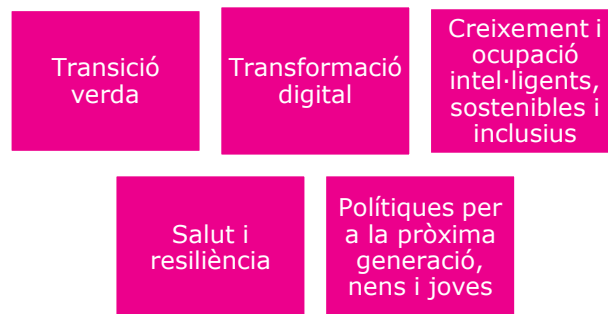 Transició
verda
Transformació
digital
Creixement i
ocupació
intel·ligents,
sostenibles i
inclusius
Salut i
resiliència
Polítiques per
a la pròxima
generació,
nens i joves